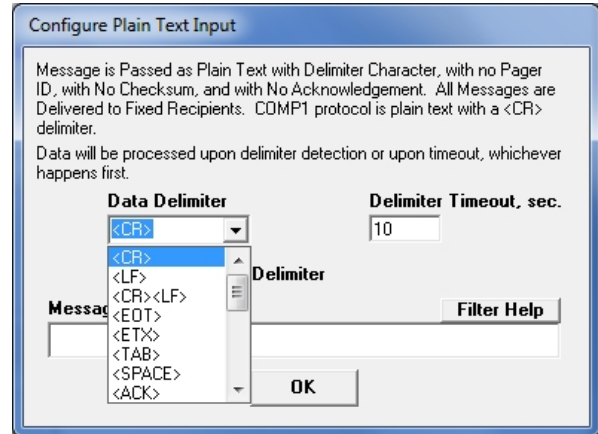 Configure Plain Text Input
Message is Passed as Plain Text with Delimiter Character, with no Pager
ID, with No Checksum, and with No Acknowledgement. All Messages are
Delivered to Fixed Recipients. COMP1 protocol is plain text with a <CR>
delimiter.
Data will be processed upon delimiter detection or upon timeout, whichever
happens first.
Data Delimiter Delimiter Timeout, sec.
<CR> 10
<CR>
<LF> Delimiter
<CR><LF>
<EOT> Filter Help
<ETX>
<TAB>
<SPACE>
<ACK> OK